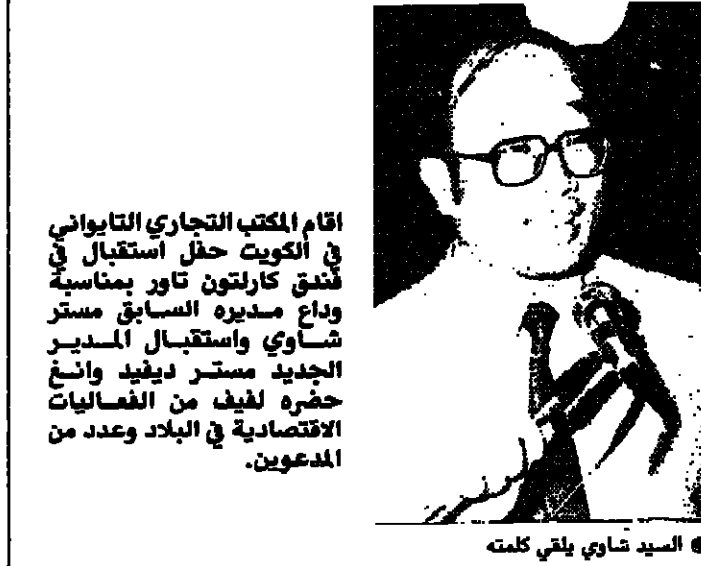 اقام المكتب التجاري التايواني
في الكويت حفل استقبال في
فندق كارلتون تاور بمناسبة
وداع مديره السابق مستر
شاوي واستقبال المدير
الجديد مستر ديفيد وانغ
حضره لفيف من الفعاليات
الاقتصادية في البلاد وعدد من
المدعوين.
● السيد شاوي يلقي كلمته